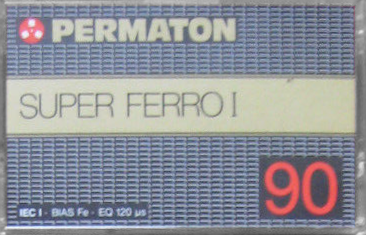 PERMATON
SUPER FERRO I
90
IEC I · BIAS Fe · EQ 120 µs